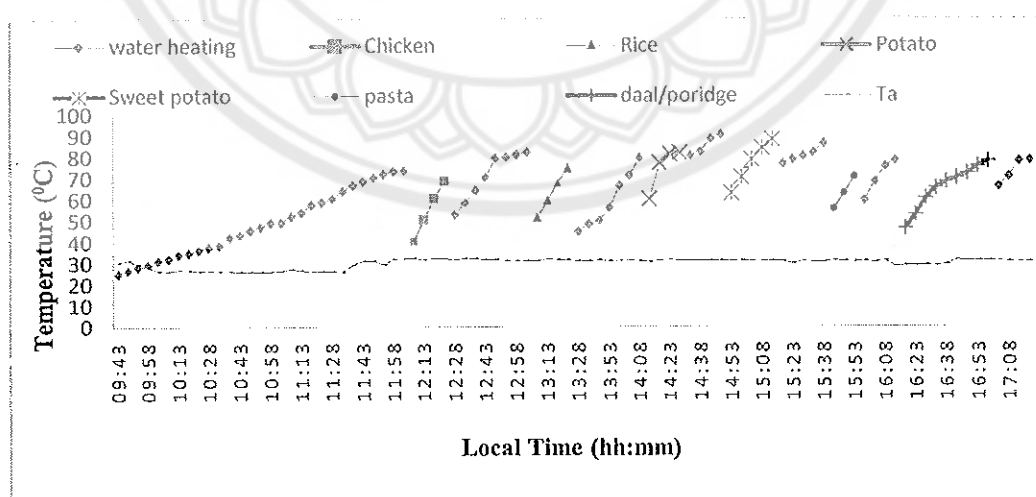 water heating Chicken Rice Potato
Sweet potato pasta daal/poridge Ta
100
90
80
70
60
50
40
30
20
10
0
Temperature (⁰C)
09:43 09:58 10:13 10:28 10:43 10:58 11:13 11:28 11:43 11:58 12:13 12:28 12:43 12:58 13:13 13:28 13:53 14:08 14:23 14:38 14:53 15:08 15:23 15:38 15:53 16:08 16:23 16:38 16:53 17:08
Local Time (hh:mm)